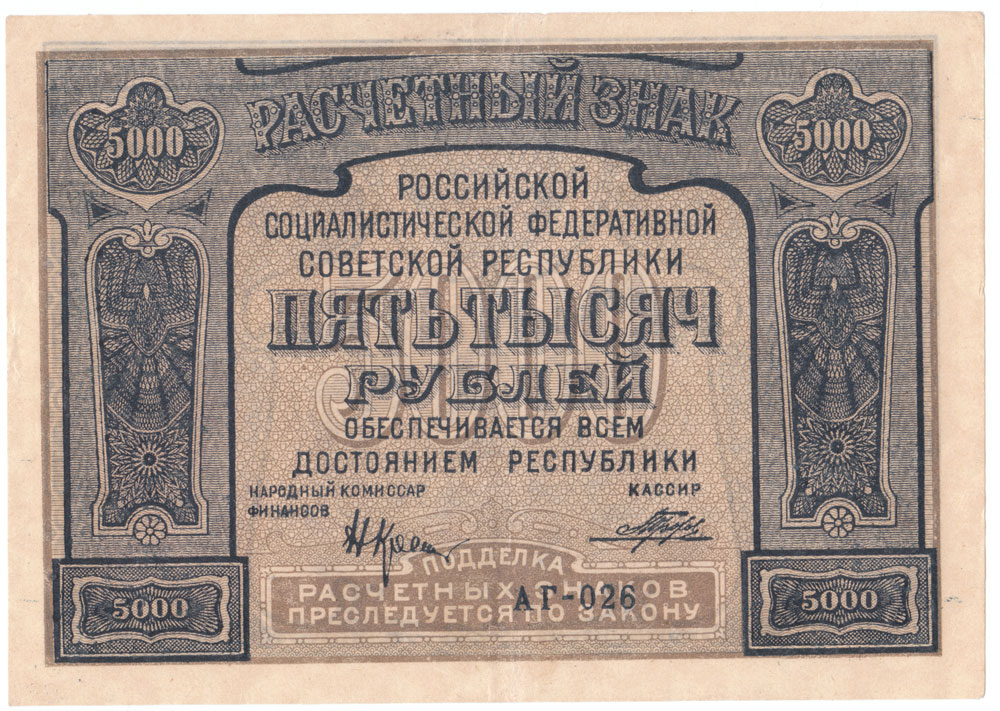 РАСЧЕТНЫЙ ЗНАК
5000 5000
РОССИЙСКОЙ
СОЦИАЛИСТИЧЕСКОЙ ФЕДЕРАТИВНОЙ
СОВЕТСКОЙ РЕСПУБЛИКИ
5000
ПЯТЬ ТЫСЯЧ
РУБЛЕЙ
ОБЕСПЕЧИВАЕТСЯ ВСЕМ
ДОСТОЯНИЕМ РЕСПУБЛИКИ
НАРОДНЫЙ КОМИССАР
ФИНАНСОВ
КАССИР
ПОДДЕЛКА
РАСЧЕТНЫХ ЗНАКОВ
ПРЕСЛЕДУЕТСЯ ПО ЗАКОНУ
АГ-026
5000 5000